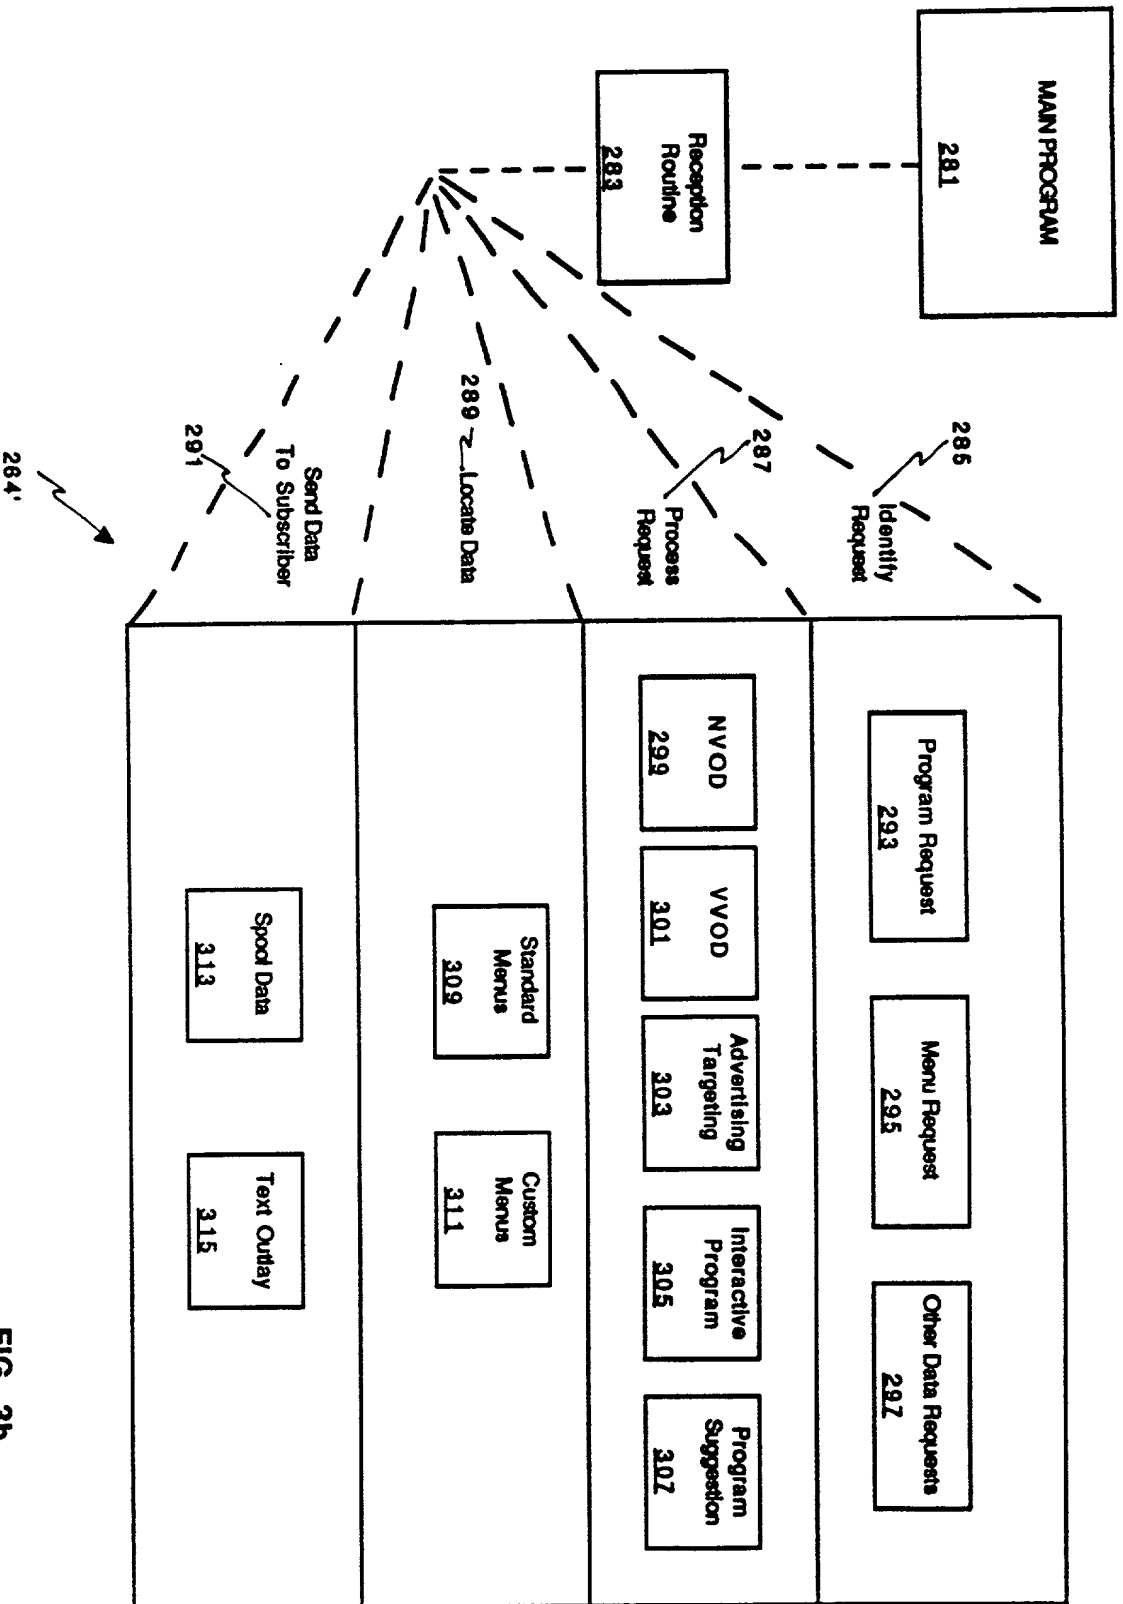 MAIN PROGRAM
281
Reception
Routine
283
285
Identify
Request
287
Process
Request
289
Locate Data
291
Send Data
To Subscriber
264'
Program Request
293
Menu Request
295
Other Data Requests
297
NVOD
299
VVOD
301
Advertising
Targeting
303
Interactive
Program
305
Program
Suggestion
307
Standard
Menus
309
Custom
Menus
311
Spool Data
313
Text Outlay
315
FIG. 3b